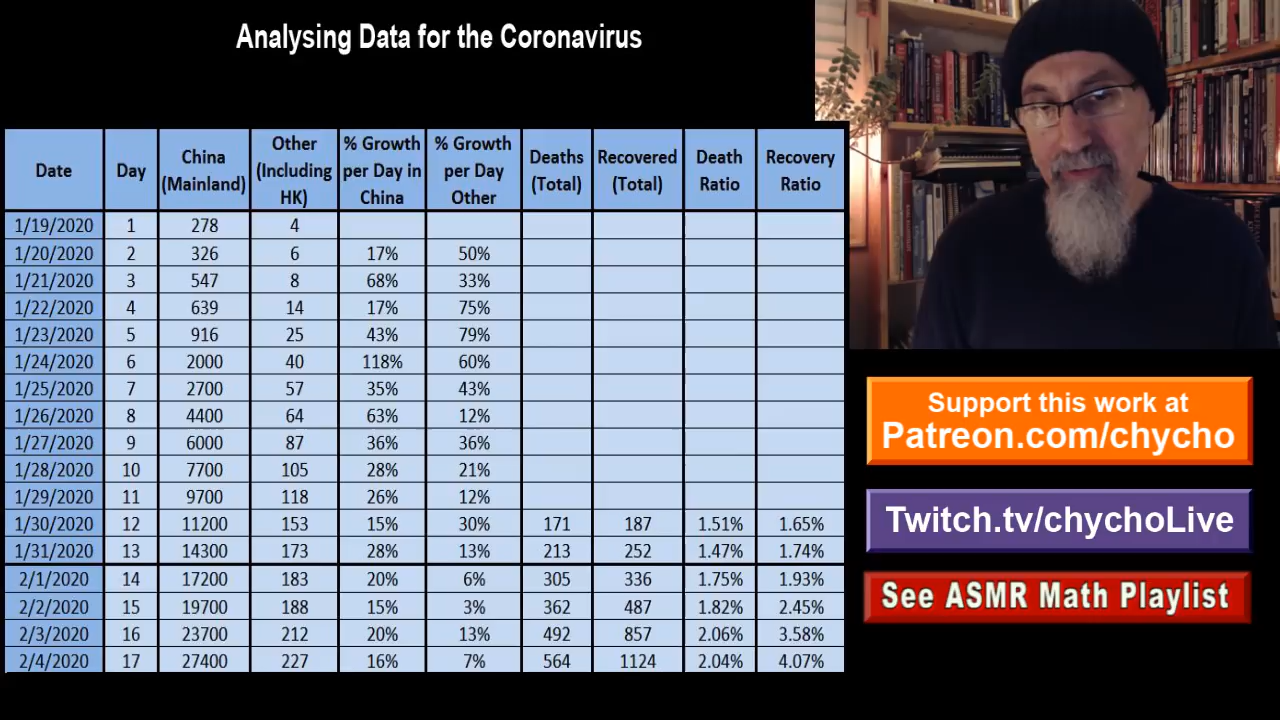 Analysing Data for the Coronavirus
Date Day China (Mainland) Other (Including HK) % Growth per Day in China % Growth per Day Other Deaths (Total) Recovered (Total) Death Ratio Recovery Ratio
1/19/2020 1 278 4
1/20/2020 2 326 6 17% 50%
1/21/2020 3 547 8 68% 33%
1/22/2020 4 639 14 17% 75%
1/23/2020 5 916 25 43% 79%
1/24/2020 6 2000 40 118% 60%
1/25/2020 7 2700 57 35% 43%
1/26/2020 8 4400 64 63% 12%
1/27/2020 9 6000 87 36% 36%
1/28/2020 10 7700 105 28% 21%
1/29/2020 11 9700 118 26% 12%
1/30/2020 12 11200 153 15% 30% 171 187 1.51% 1.65%
1/31/2020 13 14300 173 28% 13% 213 252 1.47% 1.74%
2/1/2020 14 17200 183 20% 6% 305 336 1.75% 1.93%
2/2/2020 15 19700 188 15% 3% 362 487 1.82% 2.45%
2/3/2020 16 23700 212 20% 13% 492 857 2.06% 3.58%
2/4/2020 17 27400 227 16% 7% 564 1124 2.04% 4.07%
Support this work at
Patreon.com/chycho
Twitch.tv/chychoLive
See ASMR Math Playlist